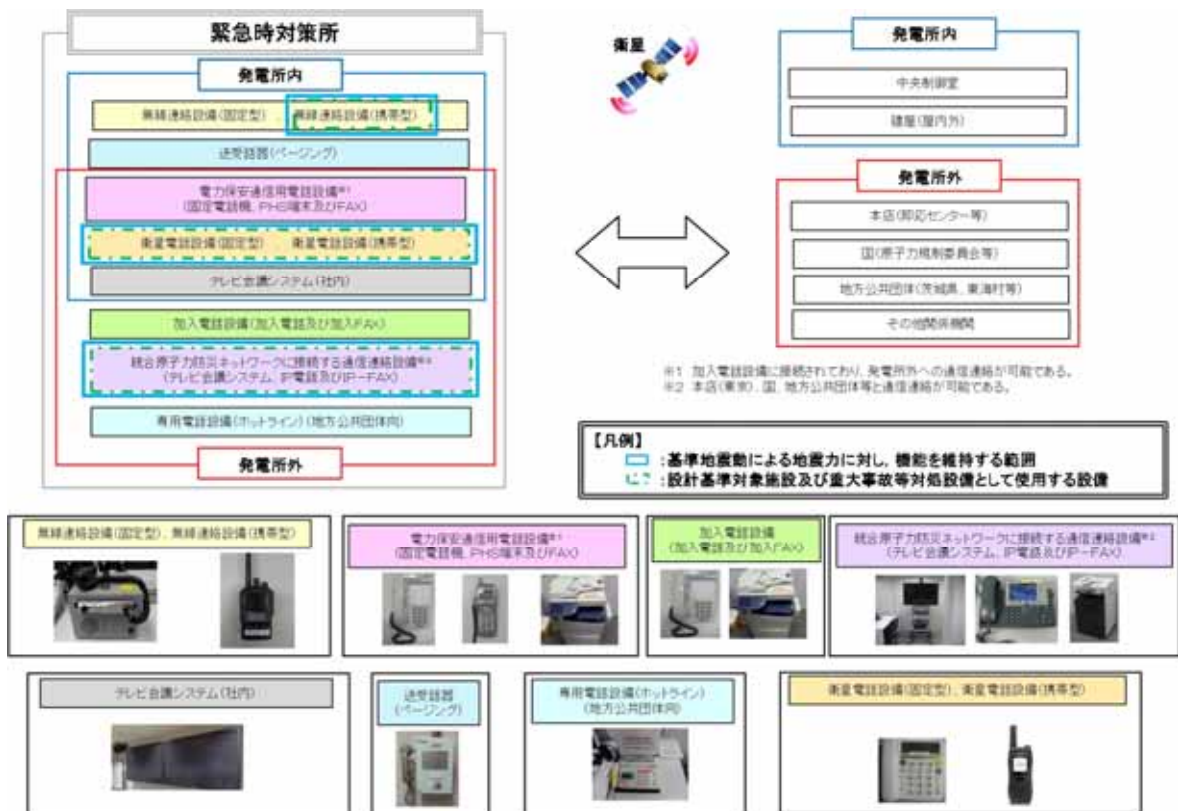 緊急時対策所
発電所内
無線連絡設備(固定型) 、 無線連絡設備(携帯型)
送受話器(ページング)
電力保安通信用電話設備※1
(固定電話機、PHS端末及びFAX)
衛星電話設備(固定型) 、 衛星電話設備(携帯型)
テレビ会議システム(社内)
加入電話設備(加入電話及び加入FAX)
統合原子力防災ネットワークに接続する通信連絡設備※2
(テレビ会議システム、IP電話及びIP-FAX)
専用電話設備(ホットライン)(地方公共団体向)
発電所外
衛星
発電所内
中央制御室
建屋(屋内外)
発電所外
本店(即応センター等)
国(原子力規制委員会等)
地方公共団体(茨城県、東海村等)
その他関係機関
※1 加入電話設備に接続されており、発電所外への通信連絡が可能である。
※2 本店(東京)、国、地方公共団体等と通信連絡が可能である。
【凡例】
:基準地震動による地震力に対し,機能を維持する範囲
:設計基準対象施設及び重大事故等対処設備として使用する設備
無線連絡設備(固定型)、無線連絡設備(携帯型)
電力保安通信用電話設備※1
(固定電話機、PHS端末及びFAX)
加入電話設備
(加入電話及び加入FAX)
統合原子力防災ネットワークに接続する通信連絡設備※2
(テレビ会議システム、IP電話及びIP-FAX)
テレビ会議システム(社内)
送受話器
(ページング)
専用電話設備(ホットライン)
(地方公共団体向)
衛星電話設備(固定型)、衛星電話設備(携帯型)